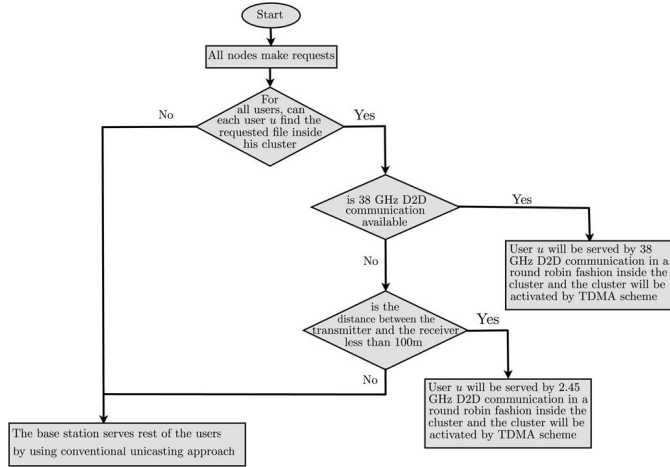 Start
All nodes make requests
For
all users, can
each user u find the
requested file inside
his cluster
No
Yes
is 38 GHz D2D
communication
available
Yes
No
User u will be served by 38
GHz D2D communication in a
round robin fashion inside the
cluster and the cluster will be
activated by TDMA scheme
is the
distance between the
transmitter and the receiver
less than 100m
Yes
No
User u will be served by 2.45
GHz D2D communication in a
round robin fashion inside the
cluster and the cluster will be
activated by TDMA scheme
The base station serves rest of the users
by using conventional unicasting approach